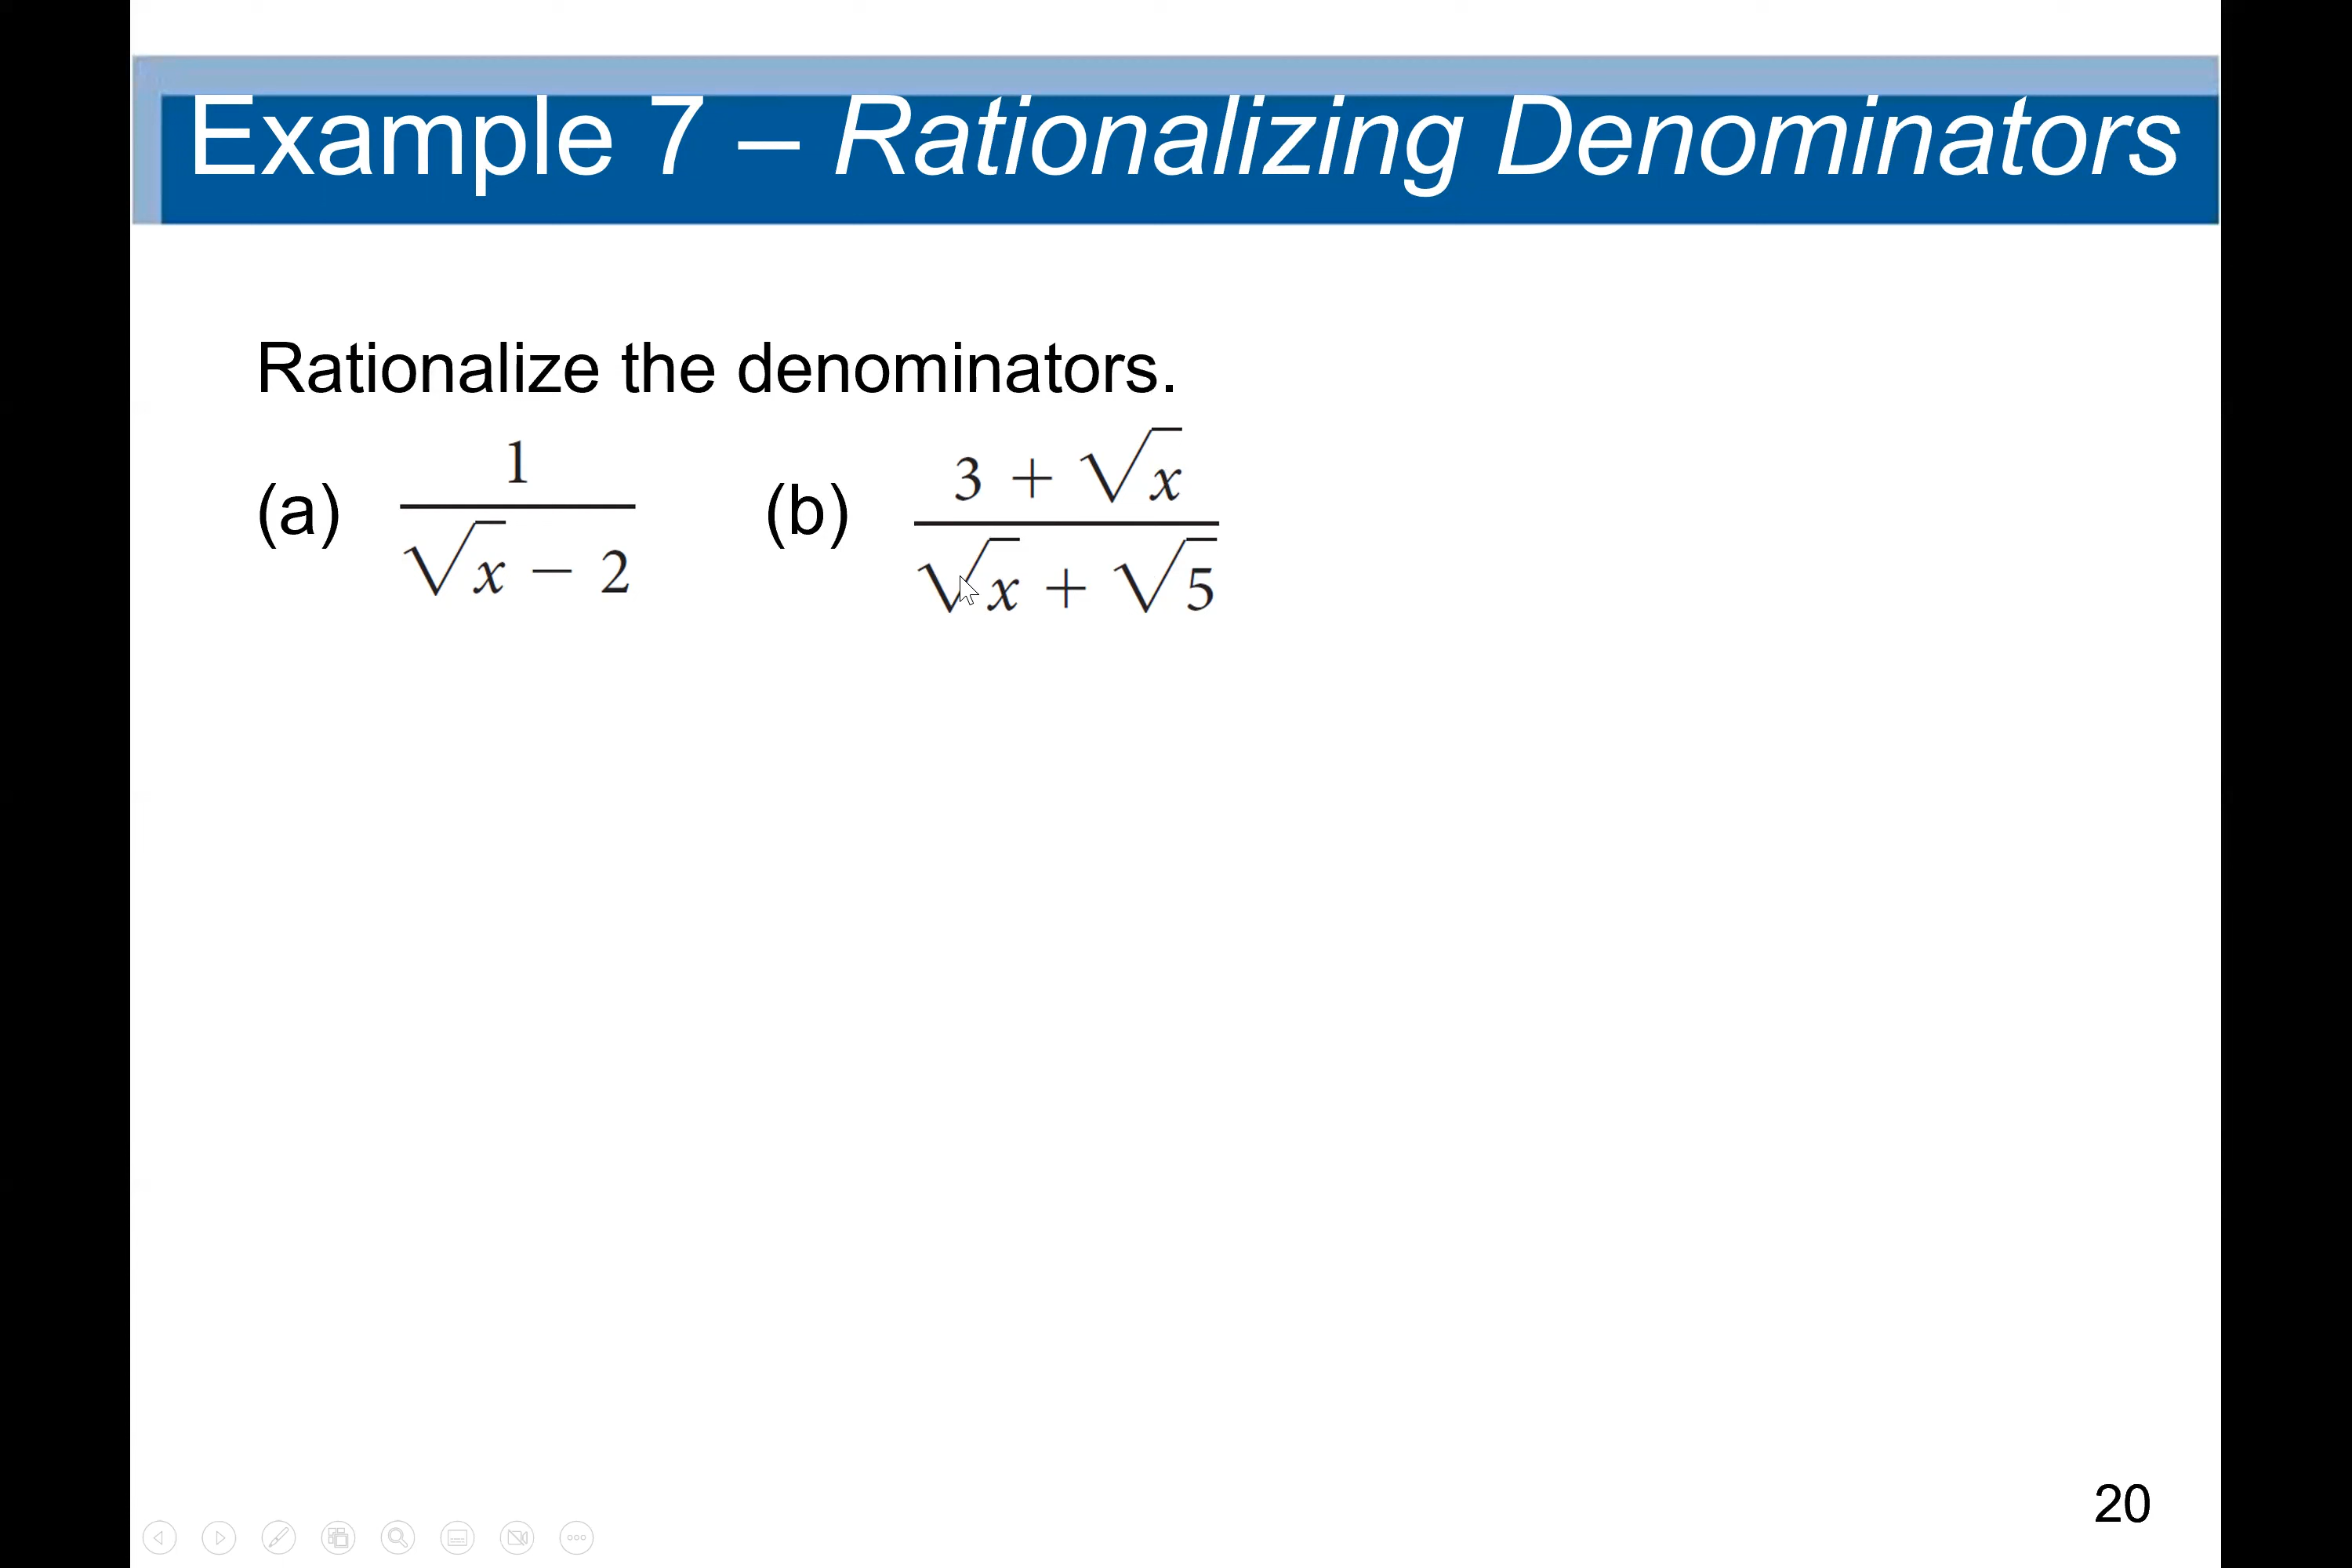 Example 7 – Rationalizing Denominators
Rationalize the denominators.
(a) 1 / (√x − 2) (b) (3 + √x) / (√x + √5)
20